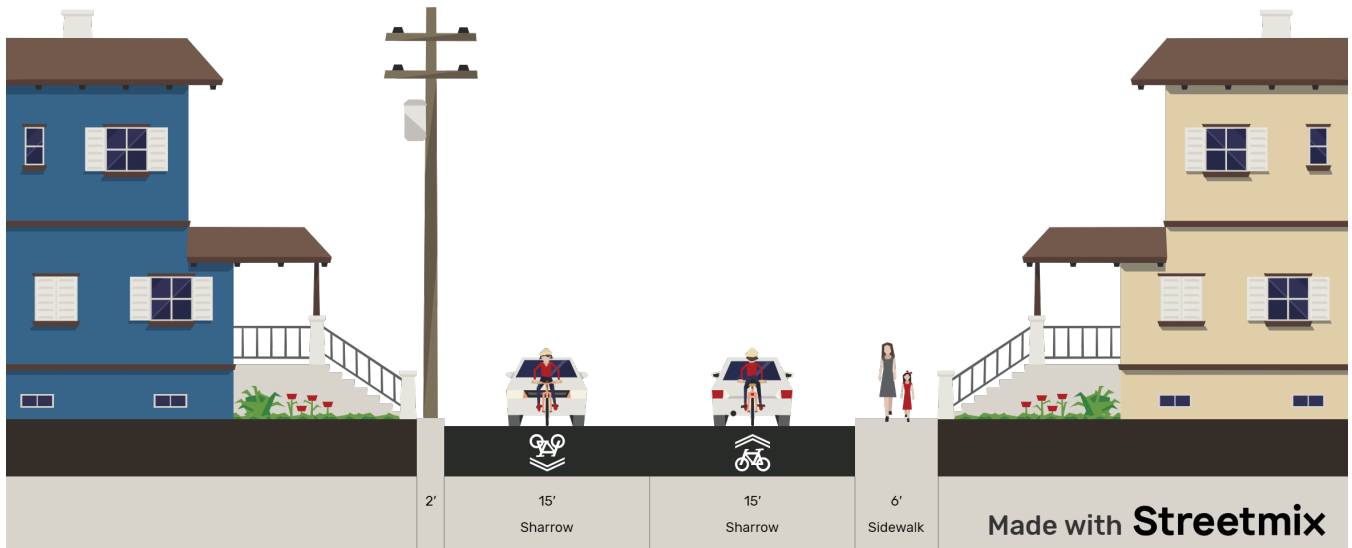 2′
15′
Sharrow
15′
Sharrow
6′
Sidewalk
Made with Streetmix